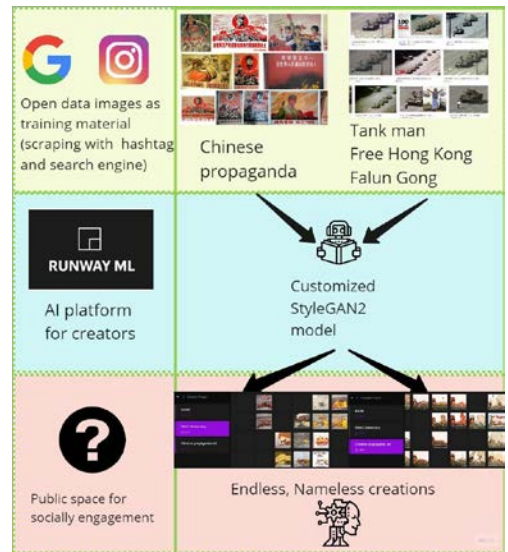 Open data images as
training material
(scraping with hashtag
and search engine)
Chinese
propaganda
Tank man
Free Hong Kong
Falun Gong
RUNWAY ML
AI platform
for creators
Customized
StyleGAN2
model
Public space for
socially engagement
Endless, Nameless creations